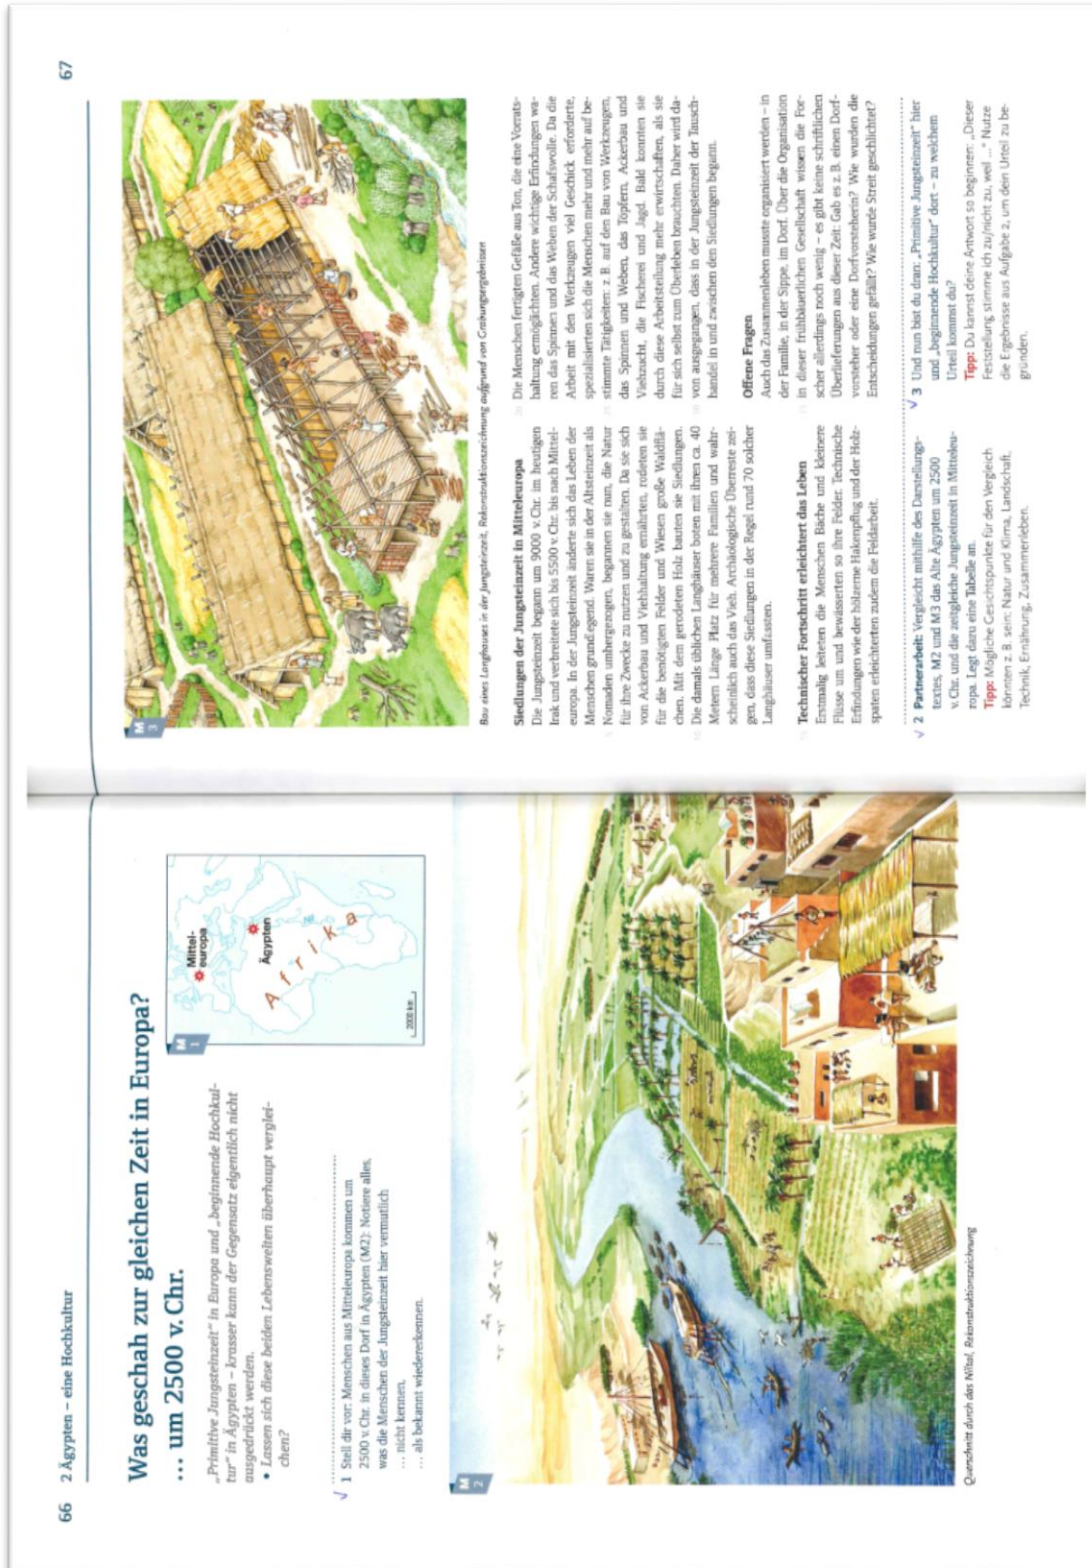 66 2 Ägypten – eine Hochkultur
Was geschah zur gleichen Zeit in Europa?
… um 2500 v. Chr.
„Primitive Jungsteinzeit“ in Europa und „beginnende Hochkul-
tur“ in Ägypten – krasser kann der Gegensatz eigentlich nicht
ausgedrückt werden.
• Lassen sich diese beiden Lebensweiten überhaupt verglei-
chen?
1 Stell dir vor: Menschen aus Mitteleuropa kommen um
2500 v. Chr. in dieses Dorf in Ägypten (M2): Notiere alles,
was die Menschen der Jungsteinzeit hier vermutlich
… nicht kennen,
… als bekannt wiedererkennen.
M
1
Mittel-
europa
Ägypten
Afrika
2000 km
M
2
Querschnitt durch das Niltal, Rekonstruktionszeichnung
67
M
3
Bau eines Langhauses in der Jungsteinzeit, Rekonstruktionszeichnung aufgrund von Grabungsergebnissen
Siedlungen der Jungsteinzeit in Mitteleuropa
Die Jungsteinzeit begann um 9000 v. Chr. im heutigen
Irak und verbreitete sich bis 5500 v. Chr. bis nach Mittel-
europa. In der Jungsteinzeit änderte sich das Leben der
Menschen grundlegend. Waren sie in der Altsteinzeit als
5 Nomaden umhergezogen, begannen sie nun, die Natur
für ihre Zwecke zu nutzen und zu gestalten. Da sie sich
von Ackerbau und Viehhaltung ernährten, rodeten sie
für die benötigten Felder und Wiesen große Waldflä-
chen. Mit dem gerodeten Holz bauten sie Siedlungen.
10 Die damals üblichen Langhäuser boten mit ihren ca. 40
Metern Länge Platz für mehrere Familien und wahr-
scheinlich auch das Vieh. Archäologische Überreste zei-
gen, dass diese Siedlungen in der Regel rund 70 solcher
Langhäuser umfassten.
Technischer Fortschritt erleichtert das Leben
15 Erstmalig leiteten die Menschen Bäche und kleinere
Flüsse um und bewässerten so ihre Felder. Technische
Erfindungen wie der hölzerne Hakenpflug und der Holz-
spaten erleichterten zudem die Feldarbeit.
20 Die Menschen fertigten Gefäße aus Ton, die eine Vorrats-
haltung ermöglichten. Andere wichtige Erfindungen wa-
ren das Spinnen und das Weben der Schafswolle. Da die
Arbeit mit den Werkzeugen viel Geschick erforderte,
spezialisierten sich die Menschen mehr und mehr auf be-
25 stimmte Tätigkeiten: z. B. auf den Bau von Werkzeugen,
das Spinnen und Weben, das Töpfern, Ackerbau und
Viehzucht, die Fischerei und Jagd. Bald konnten sie
durch diese Arbeitsteilung mehr erwirtschaften, als sie
für sich selbst zum Überleben brauchten. Daher wird da-
30 von ausgegangen, dass in der Jungsteinzeit der Tausch-
handel in und zwischen den Siedlungen begann.
Offene Fragen
Auch das Zusammenleben musste organisiert werden – in
der Familie, in der Sippe, im Dorf. Über die Organisation
35 in dieser frühbäuerlichen Gesellschaft wissen die For-
scher allerdings noch wenig – es gibt keine schriftlichen
Überlieferungen aus dieser Zeit: Gab es z. B. einen Dorf-
vorsteher oder eine Dorfvorsteherin? Wie wurden die
Entscheidungen gefällt? Wie wurde Streit geschlichtet?
2 Partnerarbeit: Vergleicht mithilfe des Darstellungs-
textes, M2 und M3 das Alte Ägypten um 2500
v. Chr. und die zeitgleiche Jungsteinzeit in Mitteleu-
ropa. Legt dazu eine Tabelle an.
Tipp: Mögliche Gesichtspunkte für den Vergleich
könnten z. B. sein: Natur und Klima, Landschaft,
Technik, Ernährung, Zusammenleben.
3 Und nun bist du dran: „Primitive Jungsteinzeit“ hier
und „beginnende Hochkultur“ dort – zu welchem
Urteil kommst du?
Tipp: Du kannst deine Antwort so beginnen: „Dieser
Feststellung stimme ich zu/nicht zu, weil …“ Nutze
die Ergebnisse aus Aufgabe 2, um dein Urteil zu be-
gründen.